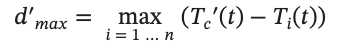 d′max = max i = 1 ... n (Tc′(t) − Ti(t))